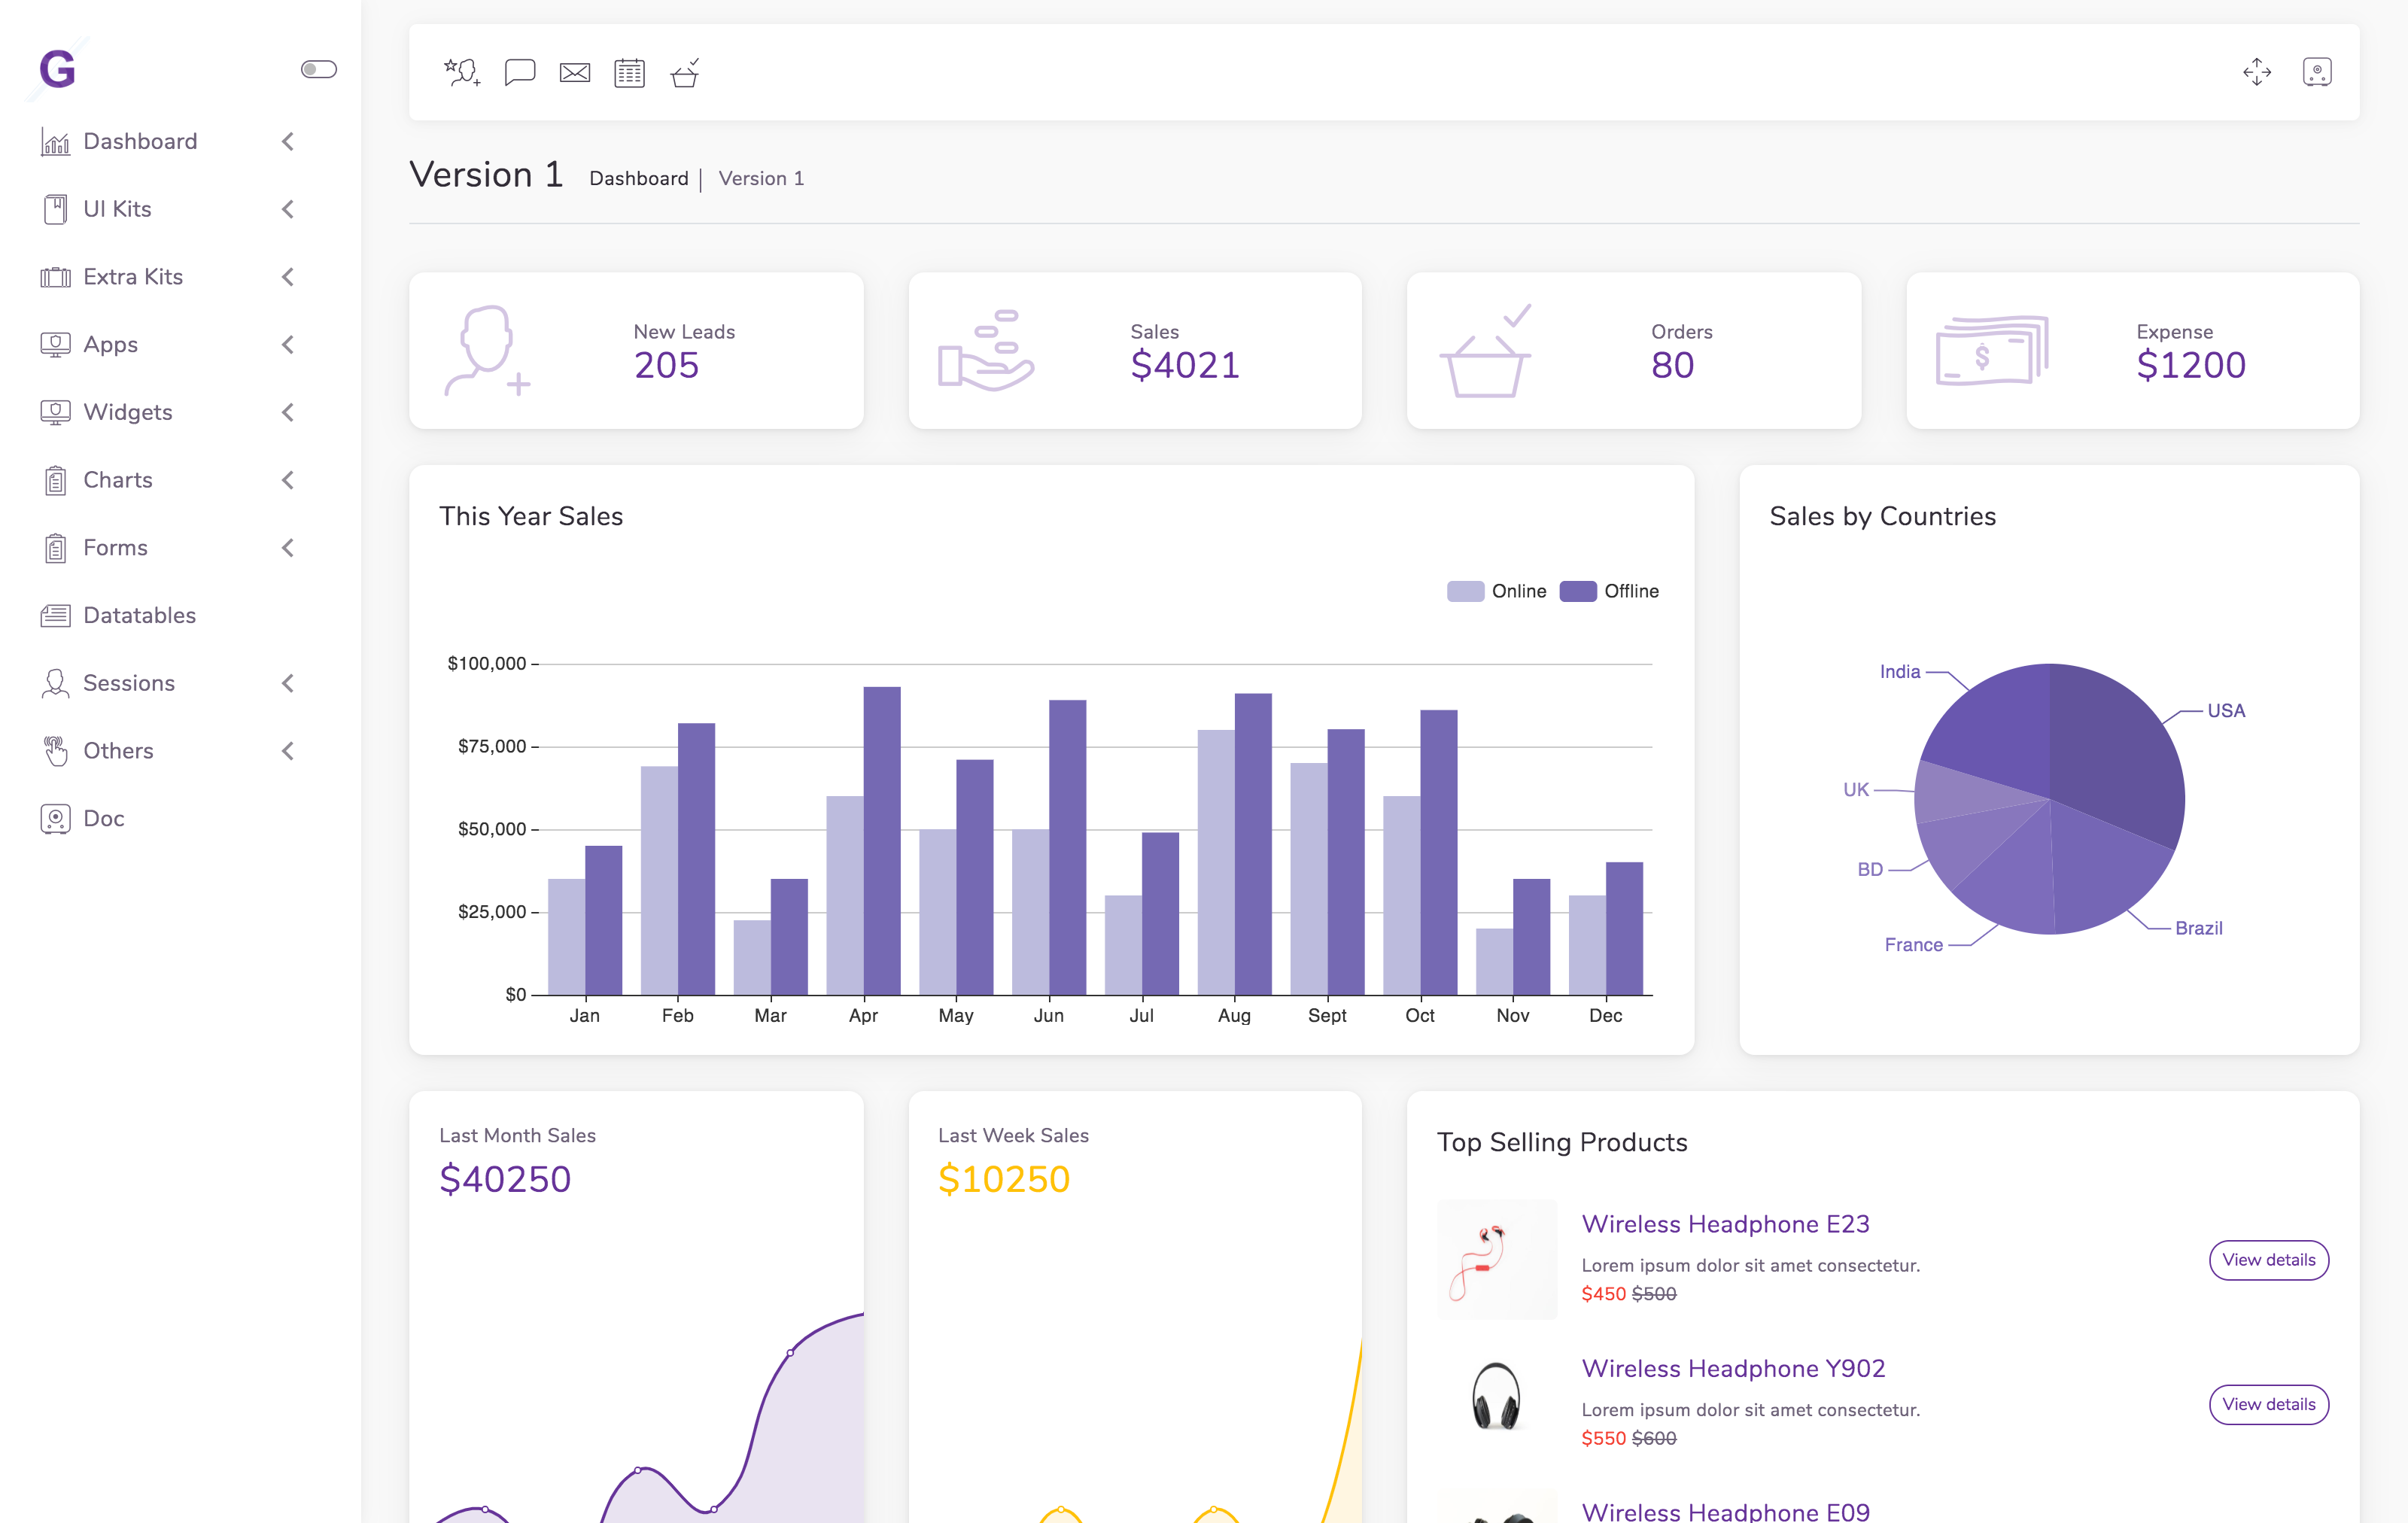 G
Dashboard
UI Kits
Extra Kits
Apps
Widgets
Charts
Forms
Datatables
Sessions
Others
Doc
Version 1 Dashboard | Version 1
New Leads
205
Sales
$4021
Orders
80
Expense
$1200
This Year Sales
Online Offline
$100,000
$75,000
$50,000
$25,000
$0
Jan Feb Mar Apr May Jun Jul Aug Sept Oct Nov Dec
Sales by Countries
India
USA
UK
BD
Brazil
France
Last Month Sales
$40250
Last Week Sales
$10250
Top Selling Products
Wireless Headphone E23
Lorem ipsum dolor sit amet consectetur.
$450 $500
View details
Wireless Headphone Y902
Lorem ipsum dolor sit amet consectetur.
$550 $600
View details
Wireless Headphone E09